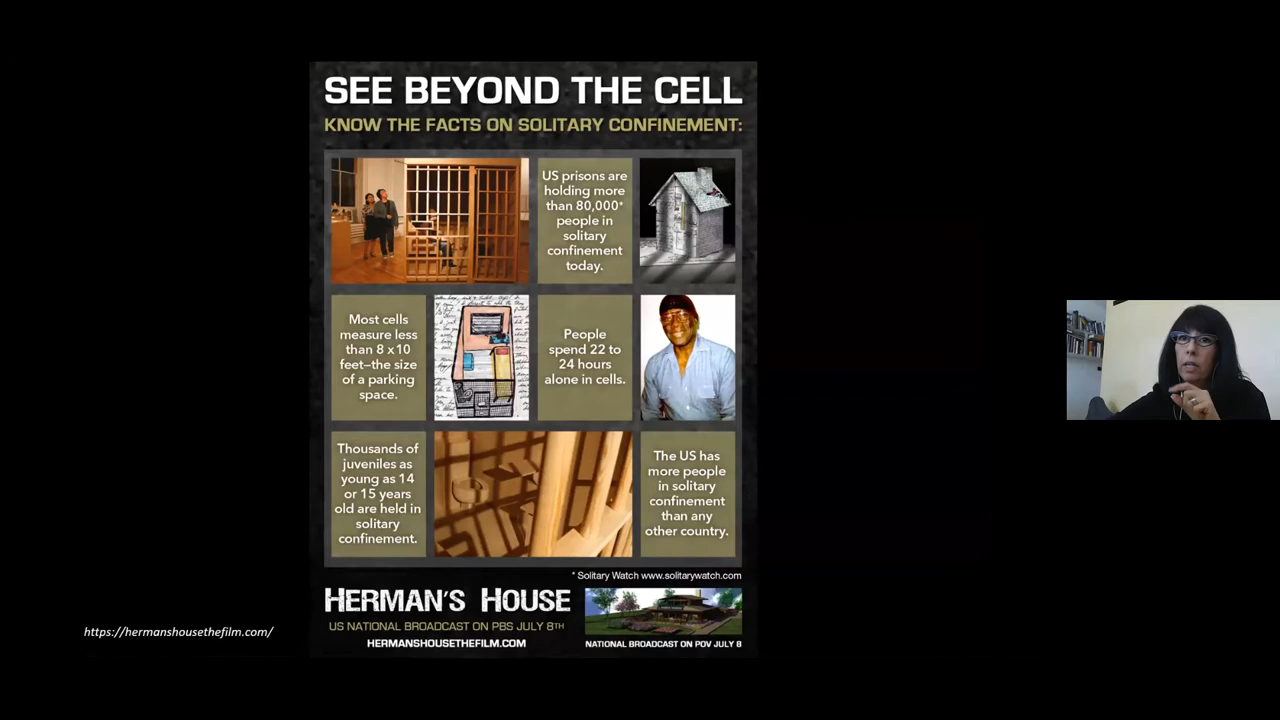 SEE BEYOND THE CELL
KNOW THE FACTS ON SOLITARY CONFINEMENT:
US prisons are
holding more
than 80,000*
people in
solitary
confinement
today.
Most cells
measure less
than 8 x10
feet–the size
of a parking
space.
People
spend 22 to
24 hours
alone in cells.
Thousands of
juveniles as
young as 14
or 15 years
old are held in
solitary
confinement.
The US has
more people
in solitary
confinement
than any
other country.
* Solitary Watch www.solitarywatch.com
HERMAN'S HOUSE
US NATIONAL BROADCAST ON PBS JULY 8TH
HERMANSHOUSETHEFILM.COM
NATIONAL BROADCAST ON POV JULY 8
https://hermanshousethefilm.com/